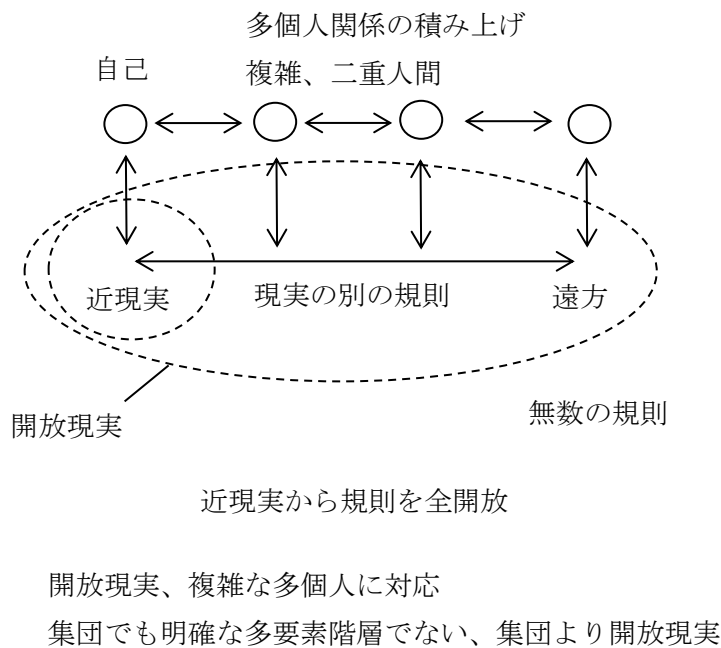 多個人関係の積み上げ
自己
複雑、二重人間
近現実
現実の別の規則
遠方
開放現実
無数の規則
近現実から規則を全開放
開放現実、複雑な多個人に対応
集団でも明確な多要素階層でない、集団より開放現実